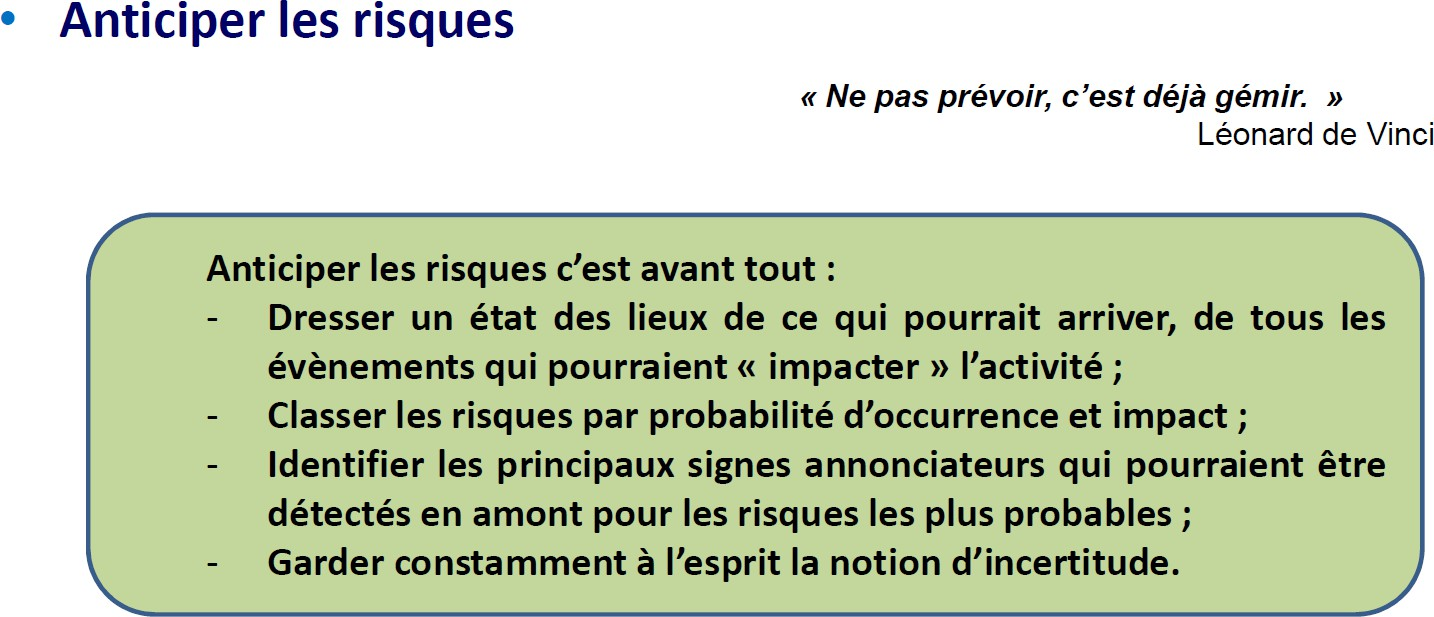 • Anticiper les risques
« Ne pas prévoir, c’est déjà gémir.  »
Léonard de Vinci
Anticiper les risques c’est avant tout :
- Dresser un état des lieux de ce qui pourrait arriver, de tous les
évènements qui pourraient « impacter » l’activité ;
- Classer les risques par probabilité d’occurrence et impact ;
- Identifier les principaux signes annonciateurs qui pourraient être
détectés en amont pour les risques les plus probables ;
- Garder constamment à l’esprit la notion d’incertitude.